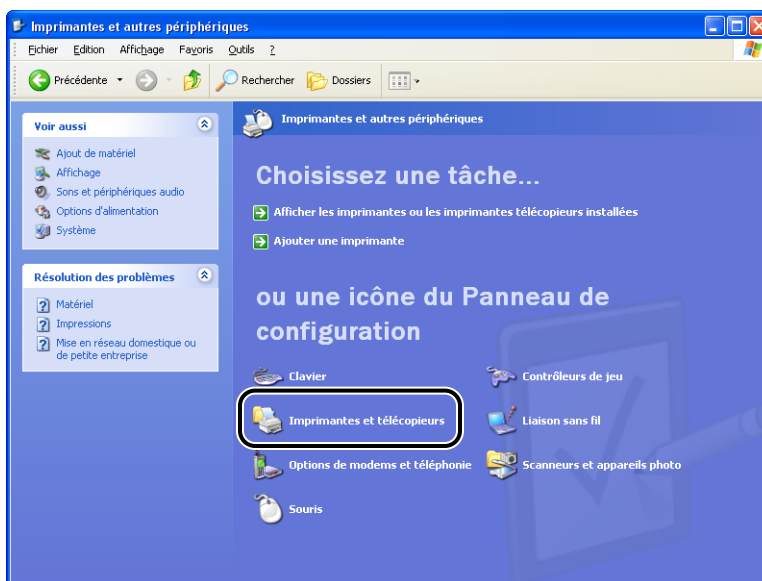 Imprimantes et autres périphériques
Fichier Edition Affichage Favoris Outils ?
Précédente Rechercher Dossiers
Voir aussi
Ajout de matériel
Affichage
Sons et périphériques audio
Options d'alimentation
Système
Résolution des problèmes
Matériel
Impressions
Mise en réseau domestique ou
de petite entreprise
Imprimantes et autres périphériques
Choisissez une tâche...
Afficher les imprimantes ou les imprimantes télécopieurs installées
Ajouter une imprimante
ou une icône du Panneau de
configuration
Clavier
Contrôleurs de jeu
Imprimantes et télécopieurs
Liaison sans fil
Options de modems et téléphonie
Scanneurs et appareils photo
Souris